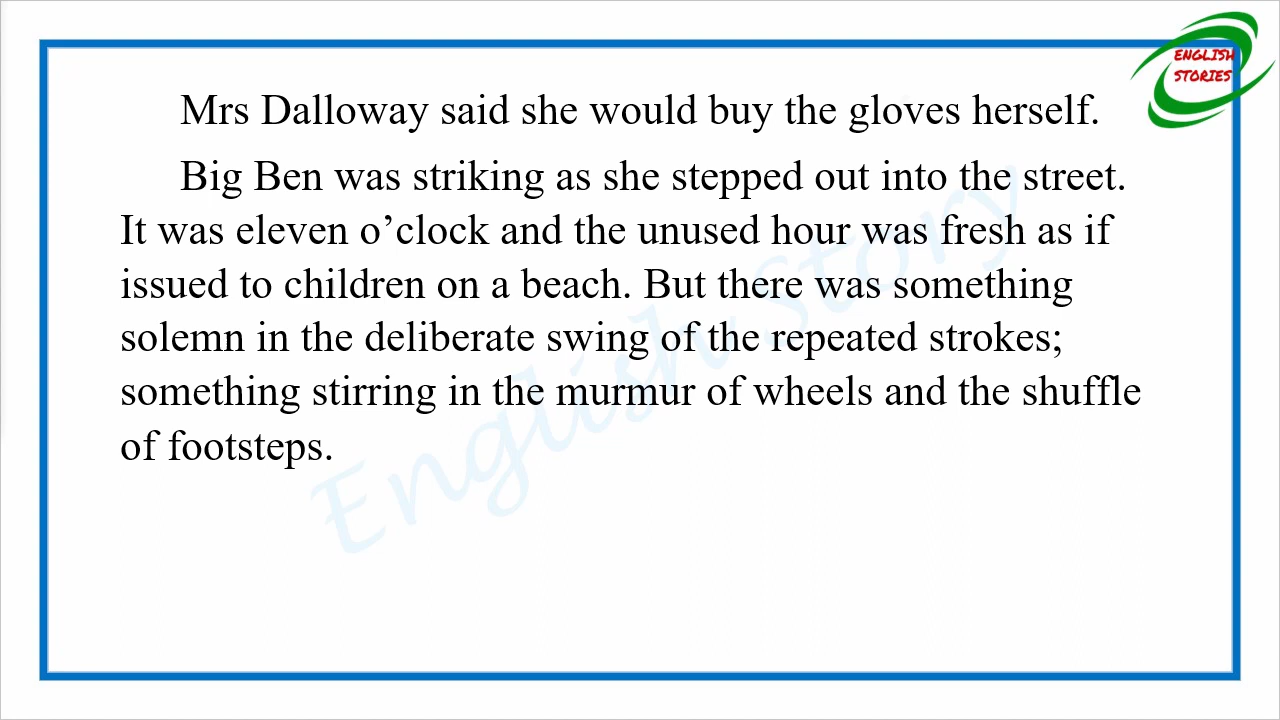 ENGLISH
STORIES
Mrs Dalloway said she would buy the gloves herself.
Big Ben was striking as she stepped out into the street.
It was eleven o’clock and the unused hour was fresh as if
issued to children on a beach. But there was something
solemn in the deliberate swing of the repeated strokes;
something stirring in the murmur of wheels and the shuffle
of footsteps.
English Story